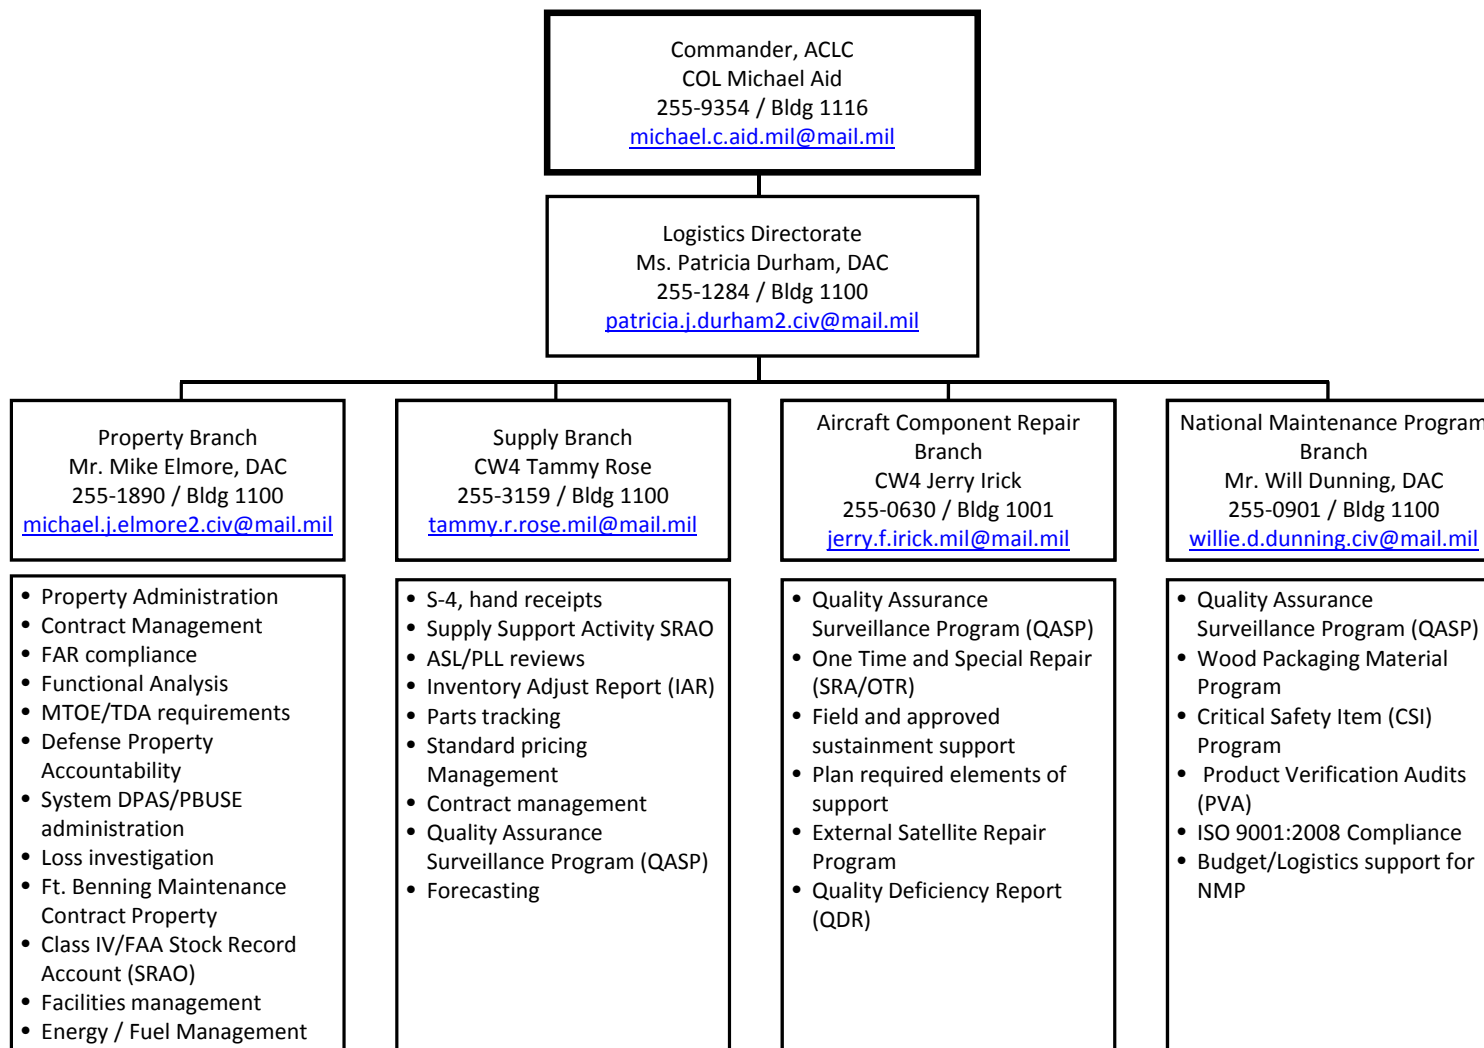 Commander, ACLC
COL Michael Aid
255-9354 / Bldg 1116
michael.c.aid.mil@mail.mil
Logistics Directorate
Ms. Patricia Durham, DAC
255-1284 / Bldg 1100
patricia.j.durham2.civ@mail.mil
Property Branch
Mr. Mike Elmore, DAC
255-1890 / Bldg 1100
michael.j.elmore2.civ@mail.mil
• Property Administration
• Contract Management
• FAR compliance
• Functional Analysis
• MTOE/TDA requirements
• Defense Property
Accountability
• System DPAS/PBUSE
administration
• Loss investigation
• Ft. Benning Maintenance
Contract Property
• Class IV/FAA Stock Record
Account (SRAO)
• Facilities management
• Energy / Fuel Management
Supply Branch
CW4 Tammy Rose
255-3159 / Bldg 1100
tammy.r.rose.mil@mail.mil
• S-4, hand receipts
• Supply Support Activity SRAO
• ASL/PLL reviews
• Inventory Adjust Report (IAR)
• Parts tracking
• Standard pricing
Management
• Contract management
• Quality Assurance
Surveillance Program (QASP)
• Forecasting
Aircraft Component Repair
Branch
CW4 Jerry Irick
255-0630 / Bldg 1001
jerry.f.irick.mil@mail.mil
• Quality Assurance
Surveillance Program (QASP)
• One Time and Special Repair
(SRA/OTR)
• Field and approved
sustainment support
• Plan required elements of
support
• External Satellite Repair
Program
• Quality Deficiency Report
(QDR)
National Maintenance Program
Branch
Mr. Will Dunning, DAC
255-0901 / Bldg 1100
willie.d.dunning.civ@mail.mil
• Quality Assurance
Surveillance Program (QASP)
• Wood Packaging Material
Program
• Critical Safety Item (CSI)
Program
• Product Verification Audits
(PVA)
• ISO 9001:2008 Compliance
• Budget/Logistics support for
NMP